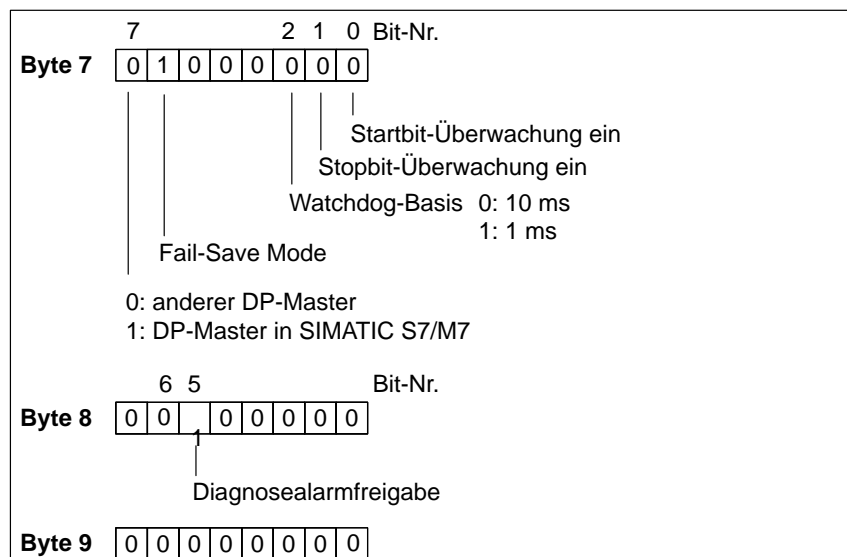 7 2 1 0 Bit-Nr.
Byte 7 0 1 0 0 0 0 0 0
Startbit-Überwachung ein
Stopbit-Überwachung ein
Watchdog-Basis 0: 10 ms
1: 1 ms
Fail-Save Mode
0: anderer DP-Master
1: DP-Master in SIMATIC S7/M7
6 5 Bit-Nr.
Byte 8 0 0 1 0 0 0 0 0
Diagnosealarmfreigabe
Byte 9 0 0 0 0 0 0 0 0